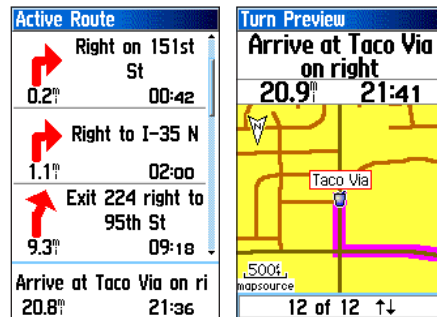 Active Route
Right on 151st
St
0.2mi 00:42
Right to I-35 N
1.1mi 02:00
Exit 224 right to
95th St
9.3mi 09:18
Arrive at Taco Via on ri
20.8mi 21:36
Turn Preview
Arrive at Taco Via
on right
20.9mi 21:41
N
Taco Via
500ft
mapsource
12 of 12 ↑↓